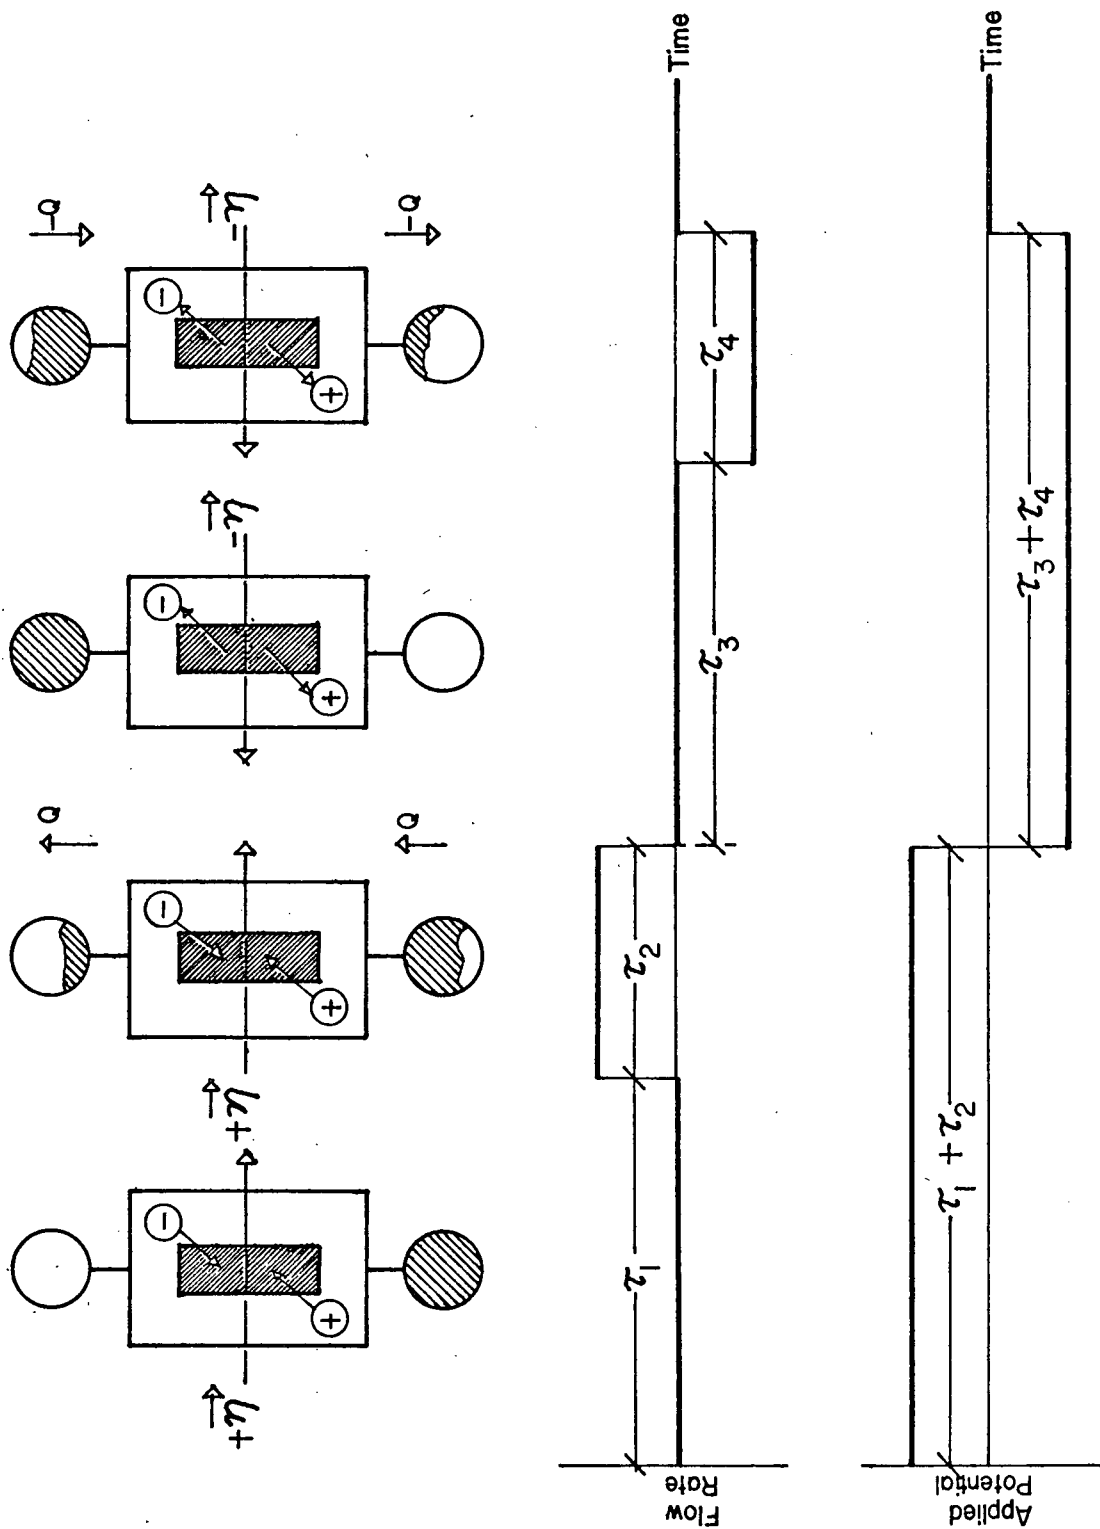 Q
-Q
− − − −
+η +η -η -η
+ + + +
Q
-Q
τ₁ τ₂
Flow
Rate
Time
τ₃ τ₄
τ₁ + τ₂
Applied
Potential
Time
τ₃ + τ₄